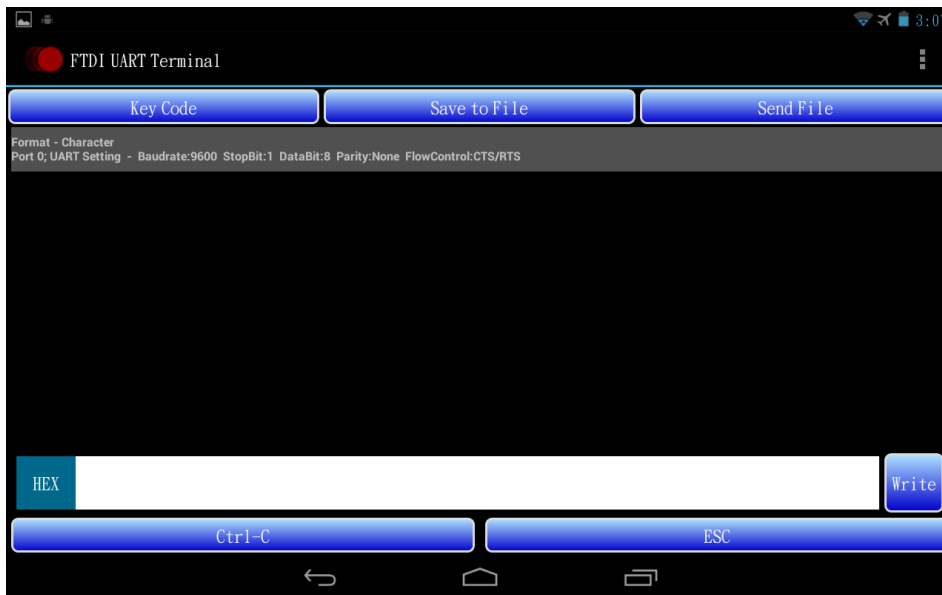 3:0
FTDI UART Terminal
Key Code
Save to File
Send File
Format - Character
Port 0; UART Setting - Baudrate:9600 StopBit:1 DataBit:8 Parity:None FlowControl:CTS/RTS
HEX
Write
Ctrl-C
ESC